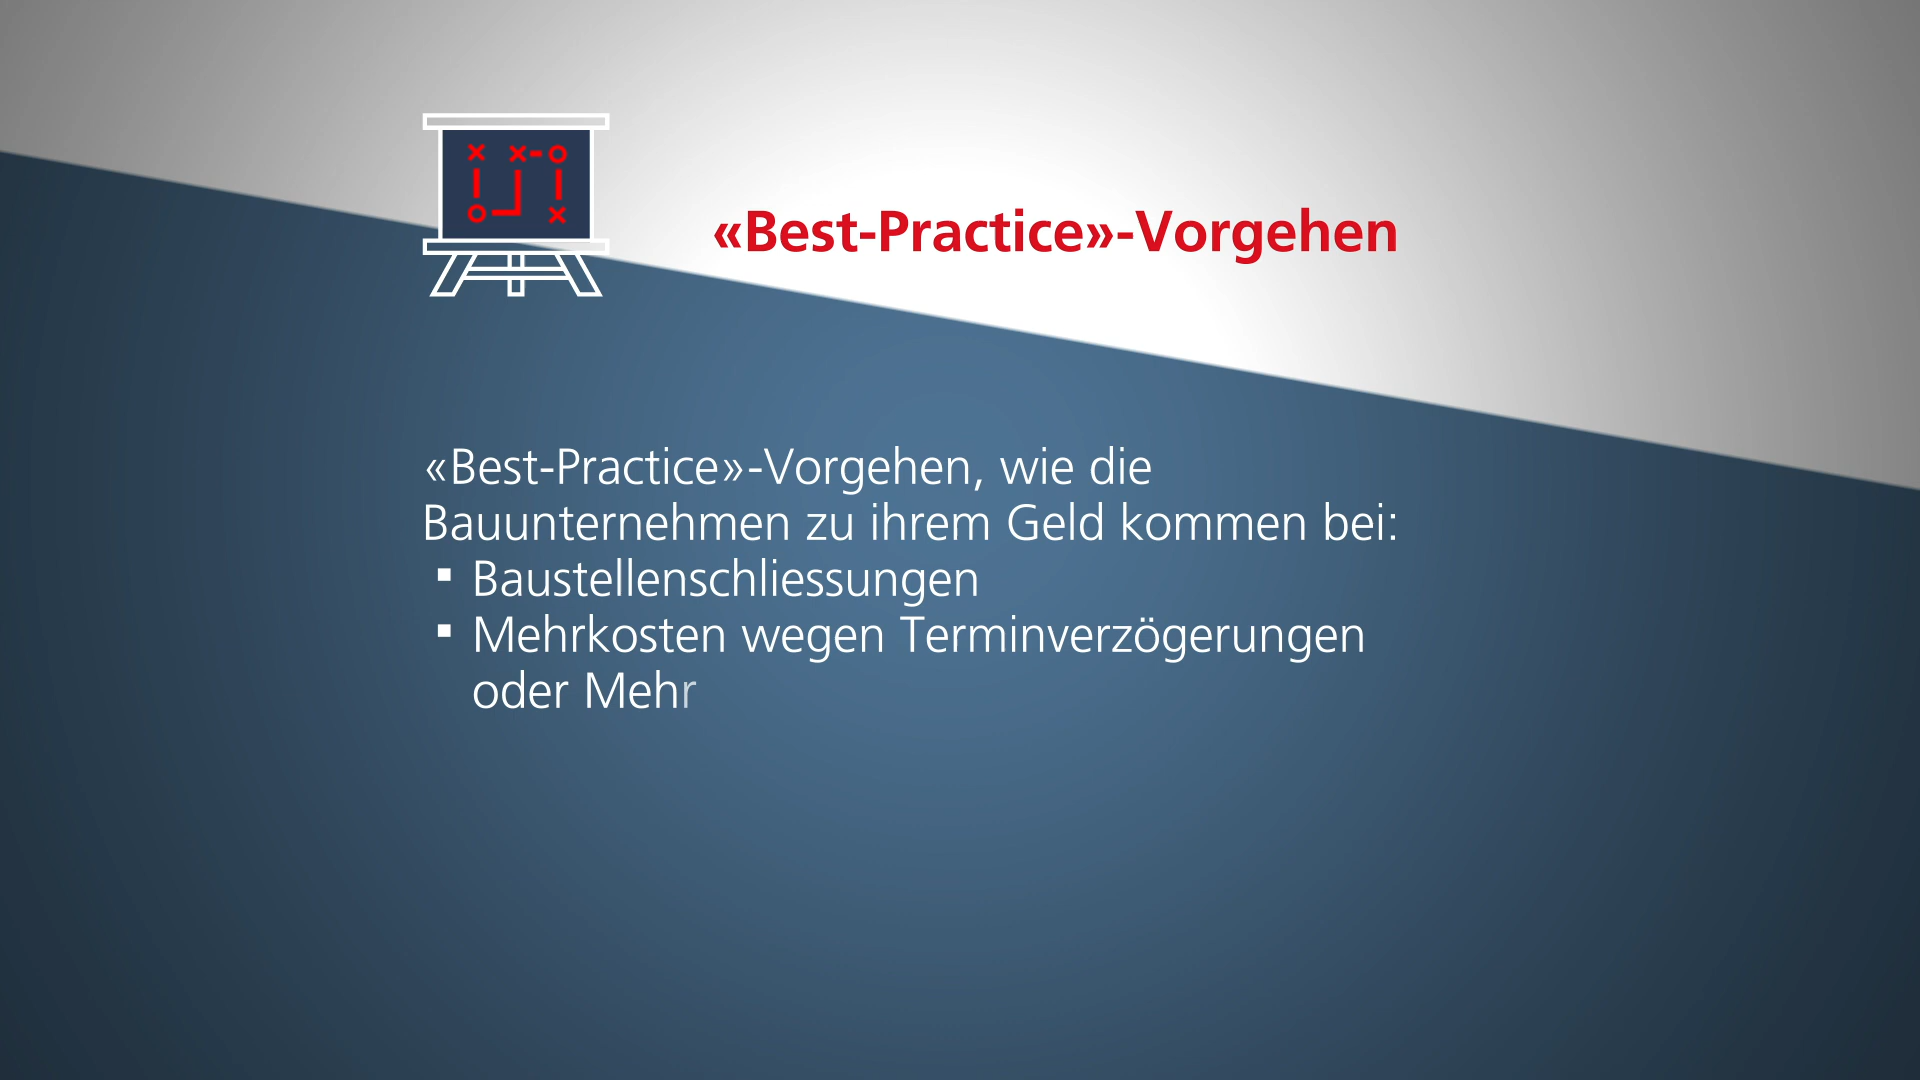 «Best-Practice»-Vorgehen
«Best-Practice»-Vorgehen, wie die
Bauunternehmen zu ihrem Geld kommen bei:
▪ Baustellenschliessungen
▪ Mehrkosten wegen Terminverzögerungen
oder Mehr